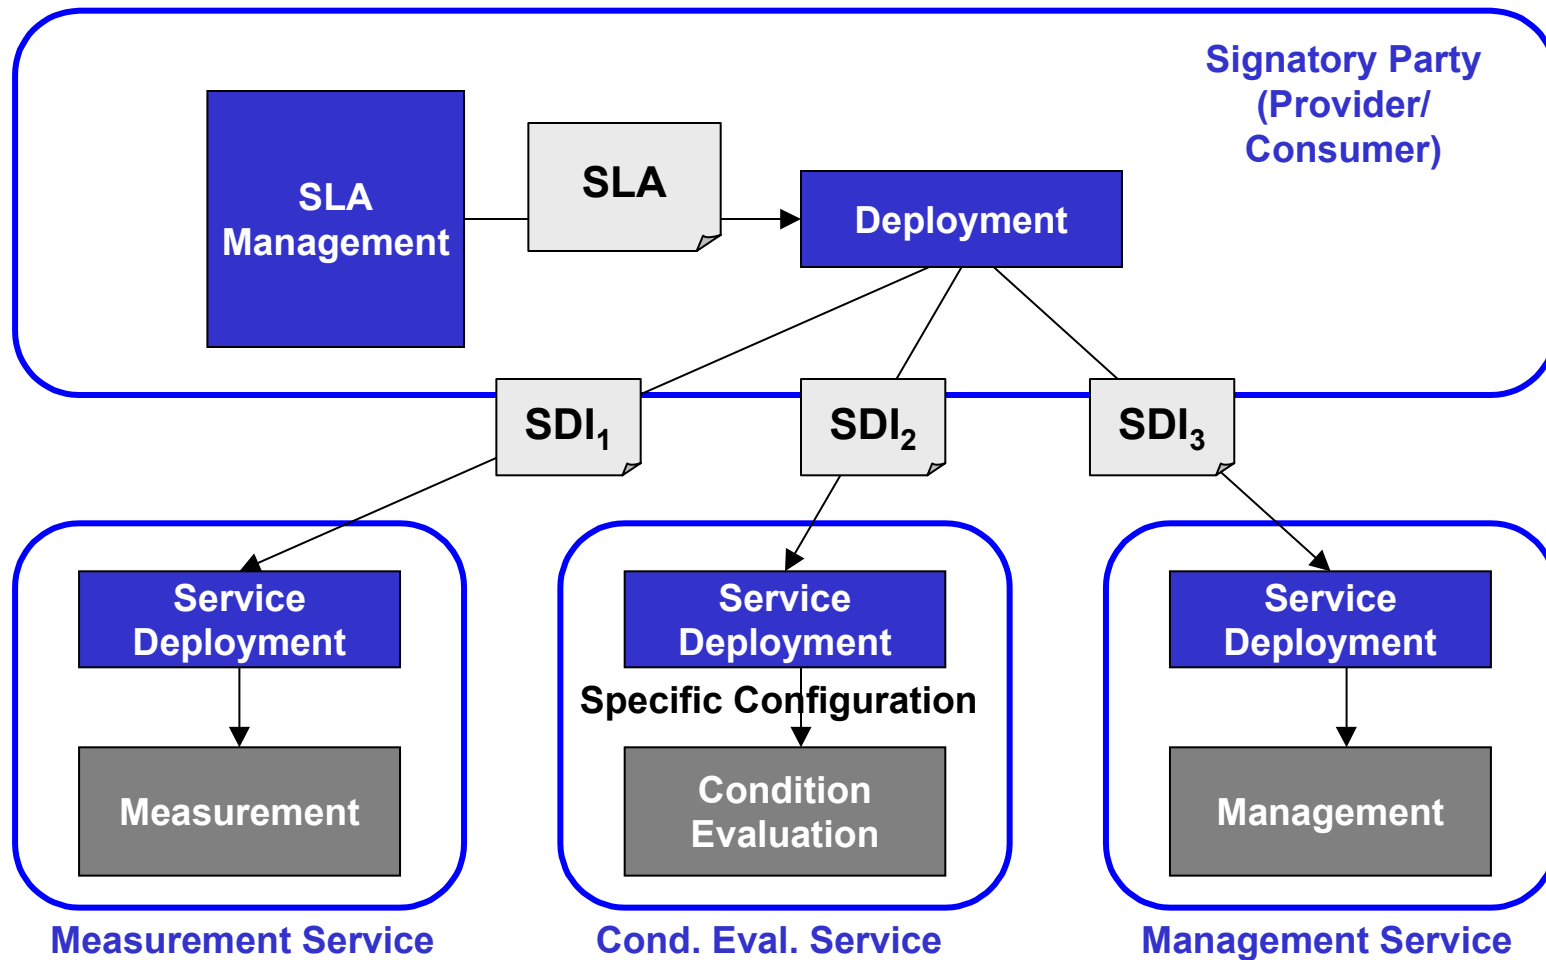 Signatory Party
(Provider/
Consumer)
SLA
Management
SLA
Deployment
SDI₁
SDI₂
SDI₃
Service
Deployment
Service
Deployment
Service
Deployment
Specific Configuration
Measurement
Condition
Evaluation
Management
Measurement Service
Cond. Eval. Service
Management Service